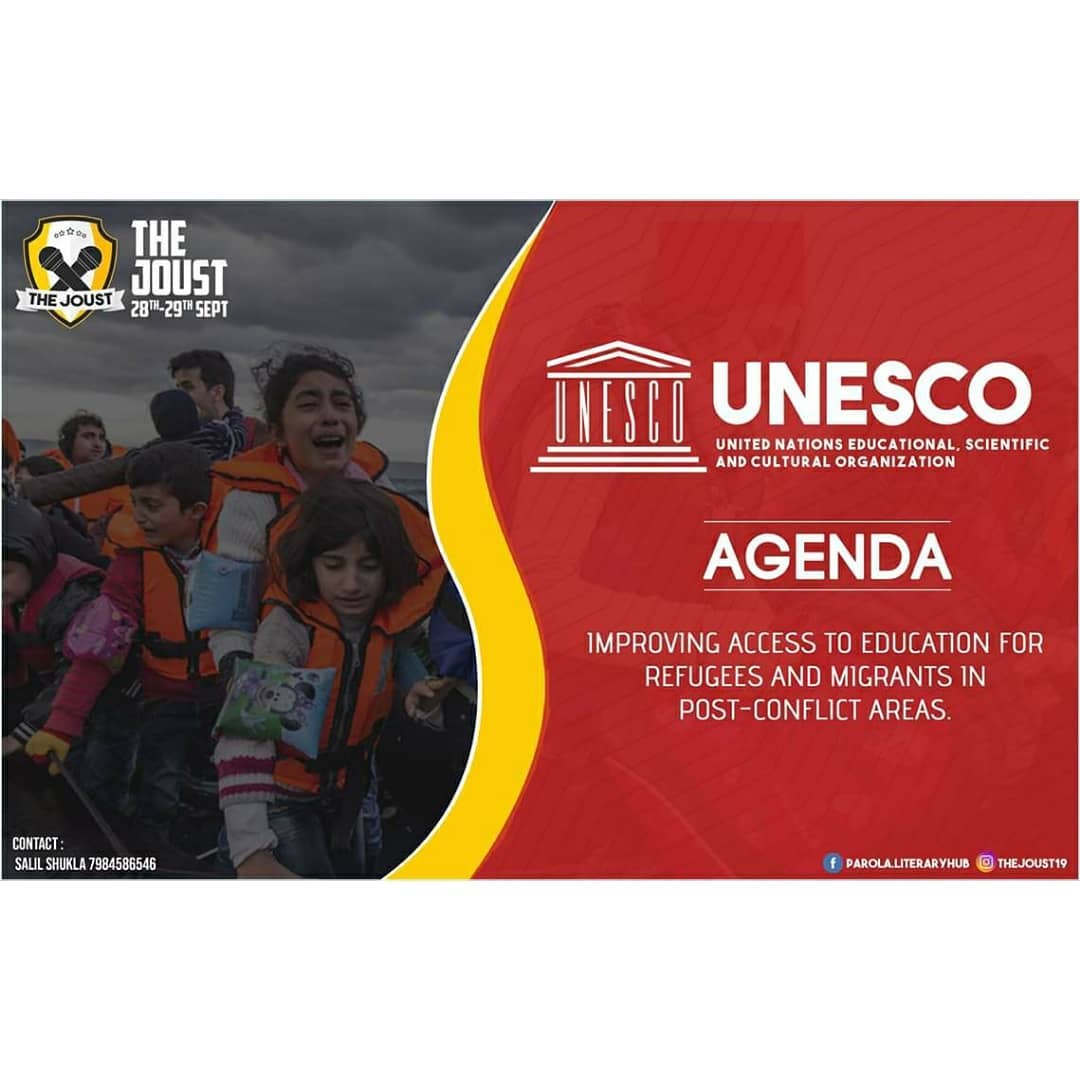 THE JOUST
THE
JOUST
28TH-29TH SEPT
UNESCO
UNESCO
UNITED NATIONS EDUCATIONAL, SCIENTIFIC
AND CULTURAL ORGANIZATION
AGENDA
IMPROVING ACCESS TO EDUCATION FOR
REFUGEES AND MIGRANTS IN
POST-CONFLICT AREAS.
CONTACT :
SALIL SHUKLA 7984586546
f PAROLA.LITERARYHUB THEJOUST19